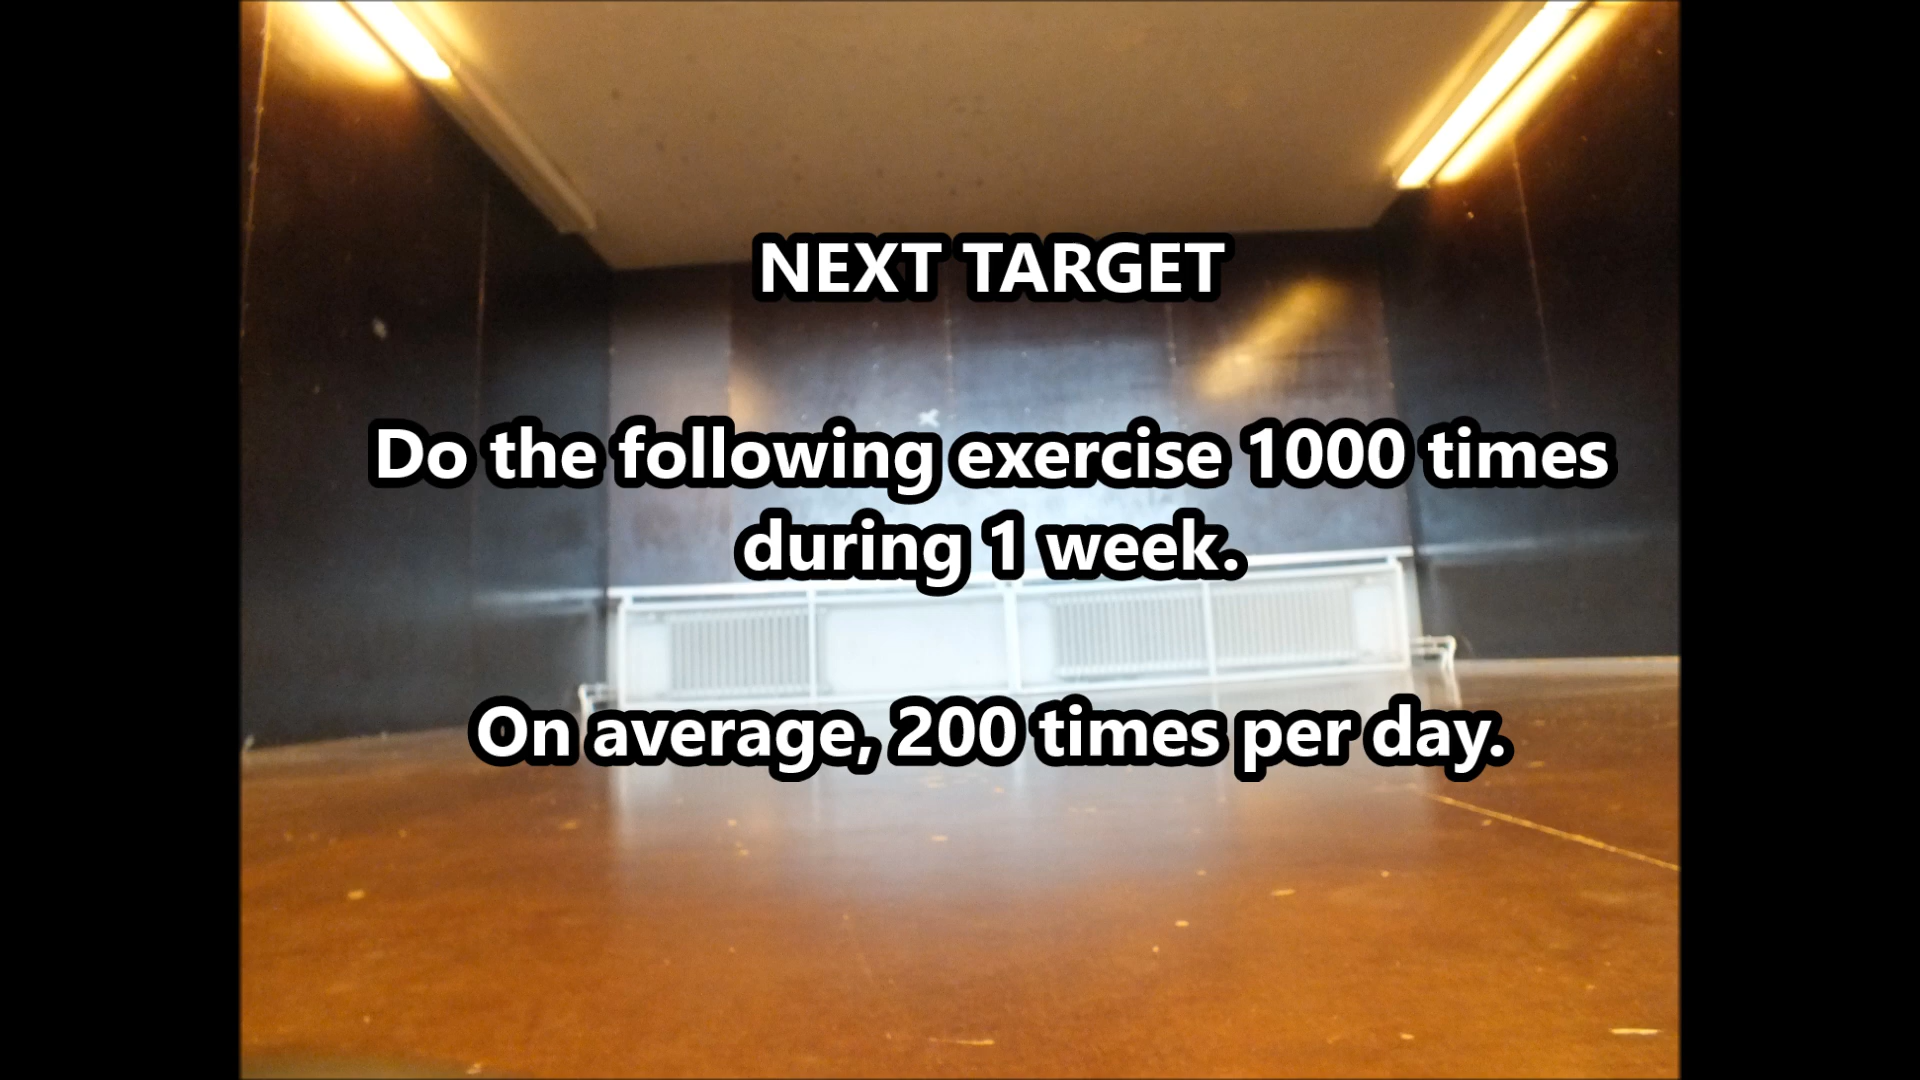 NEXT TARGET
Do the following exercise 1000 times
during 1 week.
On average, 200 times per day.